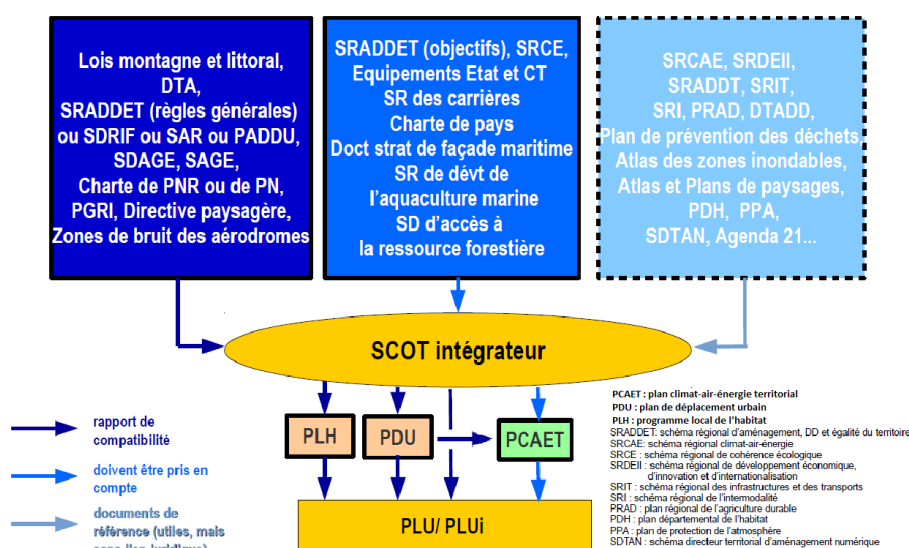 Lois montagne et littoral,
DTA,
SRADDET (règles générales)
ou SDRIF ou SAR ou PADDU,
SDAGE, SAGE,
Charte de PNR ou de PN,
PGRI, Directive paysagère,
Zones de bruit des aérodromes
SRADDET (objectifs), SRCE,
Equipements Etat et CT
SR des carrières
Charte de pays
Doct strat de façade maritime
SR de dévt de
l'aquaculture marine
SD d'accès à
la ressource forestière
SRCAE, SRDEII,
SRADDT, SRIT,
SRI, PRAD, DTADD,
Plan de prévention des déchets
Atlas des zones inondables,
Atlas et Plans de paysages,
PDH, PPA,
SDTAN, Agenda 21...
SCOT intégrateur
PLH
PDU
PCAET
PLU/ PLUi
rapport de
compatibilité
doivent être pris en
compte
documents de
référence (utiles, mais
PCAET : plan climat-air-énergie territorial
PDU : plan de déplacement urbain
PLH : programme local de l'habitat
SRADDET: schéma régional d'aménagement, DD et égalité du territoire
SRCAE: schéma régional climat-air-énergie
SRCE : schéma régional de cohérence écologique
SRDEII : schéma régional de développement économique,
d'innovation et d'internationalisation
SRIT : schéma régional des infrastructures et des transports
SRI : schéma régional de l'intermodalité
PRAD : plan régional de l'agriculture durable
PDH : plan départemental de l'habitat
PPA : plan de protection de l'atmosphère
SDTAN : schéma directeur territorial d'aménagement numérique